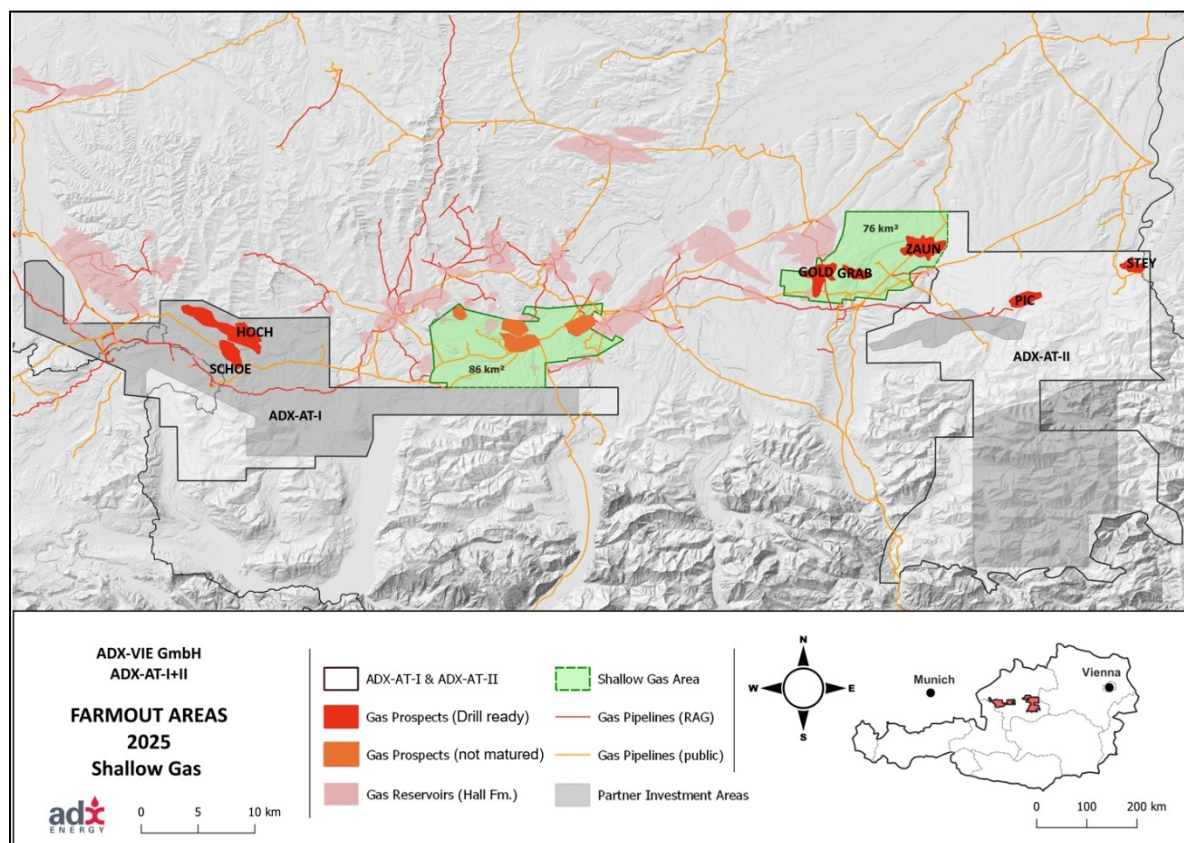 76 km²
ZAUN
GOLD GRAB
STEY
PIC
HOCH
SCHOE
86 km²
ADX-AT-II
ADX-AT-I
ADX-VIE GmbH
ADX-AT-I+II
FARMOUT AREAS
2025
Shallow Gas
adx
ENERGY
0 5 10 km
ADX-AT-I & ADX-AT-II
Gas Prospects (Drill ready)
Gas Prospects (not matured)
Gas Reservoirs (Hall Fm.)
Shallow Gas Area
Gas Pipelines (RAG)
Gas Pipelines (public)
Partner Investment Areas
N
W E
S
Munich
Vienna
0 100 200 km